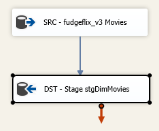 SRC - fudgeflix_v3 Movies
DST - Stage stgDimMovies